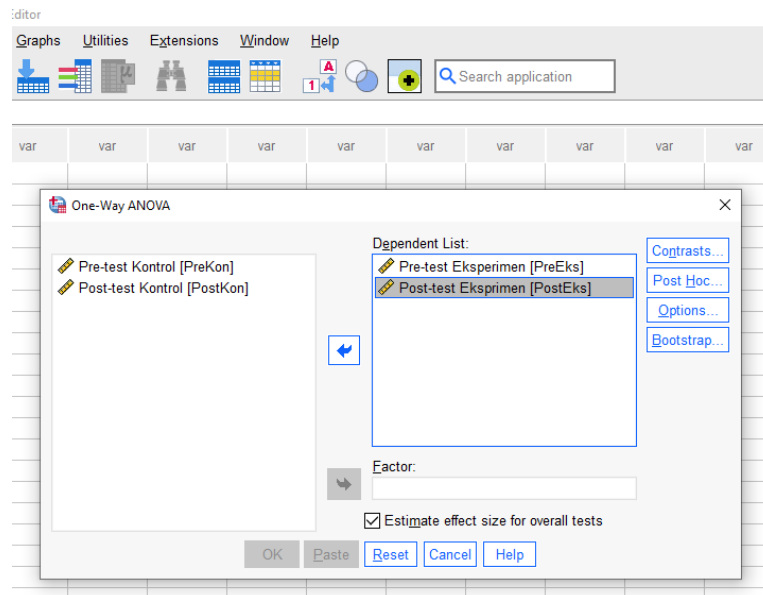 Editor
Graphs Utilities Extensions Window Help
Search application
var var var var var var var var var var
One-Way ANOVA
Dependent List:
Pre-test Kontrol [PreKon]
Post-test Kontrol [PostKon]
Pre-test Eksperimen [PreEks]
Post-test Eksprimen [PostEks]
Contrasts...
Post Hoc...
Options...
Bootstrap...
Factor:
Estimate effect size for overall tests
OK Paste Reset Cancel Help